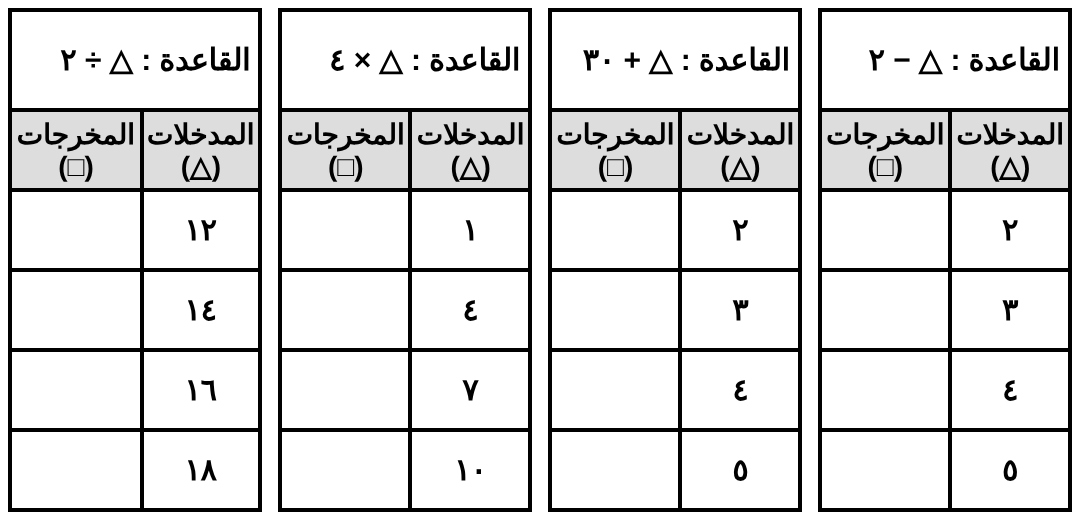 القاعدة : △ − ٢
المدخلات (△) المخرجات (□)
٢
٣
٤
٥
القاعدة : △ + ٣٠
المدخلات (△) المخرجات (□)
٢
٣
٤
٥
القاعدة : △ × ٤
المدخلات (△) المخرجات (□)
١
٤
٧
١٠
القاعدة : △ ÷ ٢
المدخلات (△) المخرجات (□)
١٢
١٤
١٦
١٨